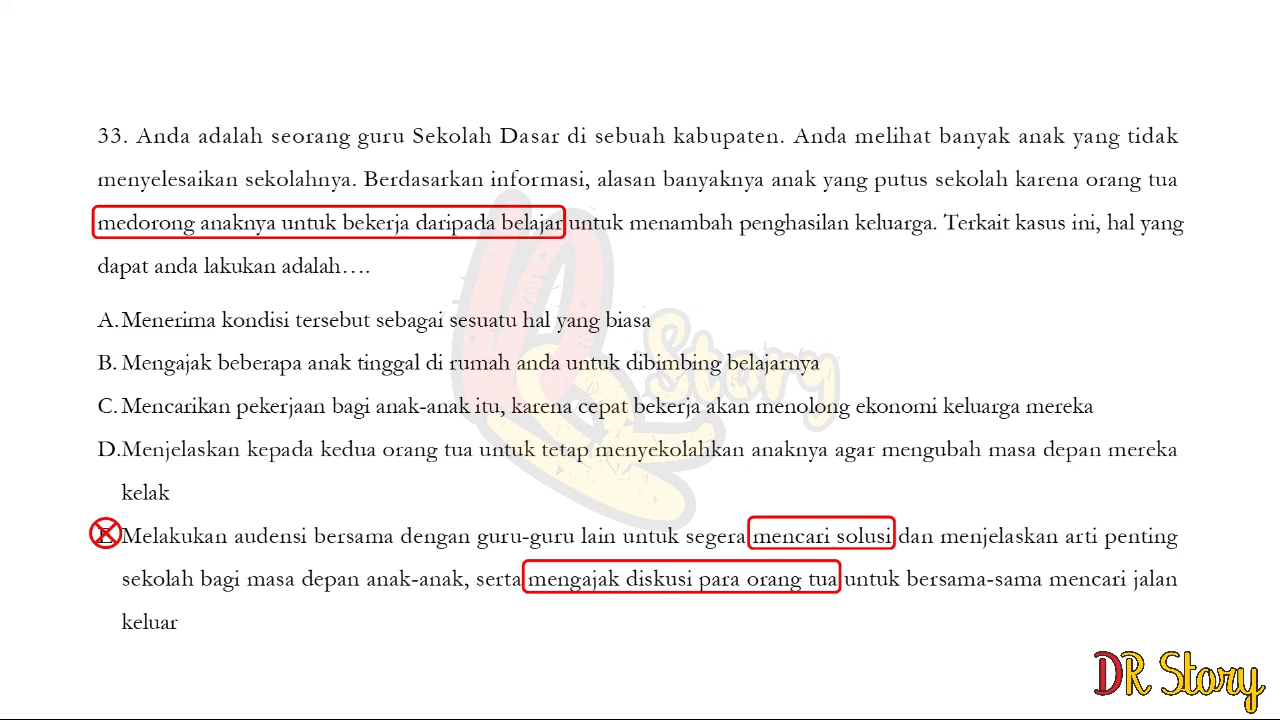 33. Anda adalah seorang guru Sekolah Dasar di sebuah kabupaten. Anda melihat banyak anak yang tidak
menyelesaikan sekolahnya. Berdasarkan informasi, alasan banyaknya anak yang putus sekolah karena orang tua
medorong anaknya untuk bekerja daripada belajar untuk menambah penghasilan keluarga. Terkait kasus ini, hal yang
dapat anda lakukan adalah….
A. Menerima kondisi tersebut sebagai sesuatu hal yang biasa
B. Mengajak beberapa anak tinggal di rumah anda untuk dibimbing belajarnya
C. Mencarikan pekerjaan bagi anak-anak itu, karena cepat bekerja akan menolong ekonomi keluarga mereka
D. Menjelaskan kepada kedua orang tua untuk tetap menyekolahkan anaknya agar mengubah masa depan mereka
kelak
E. Melakukan audensi bersama dengan guru-guru lain untuk segera mencari solusi dan menjelaskan arti penting
sekolah bagi masa depan anak-anak, serta mengajak diskusi para orang tua untuk bersama-sama mencari jalan
keluar
Story
DR Story